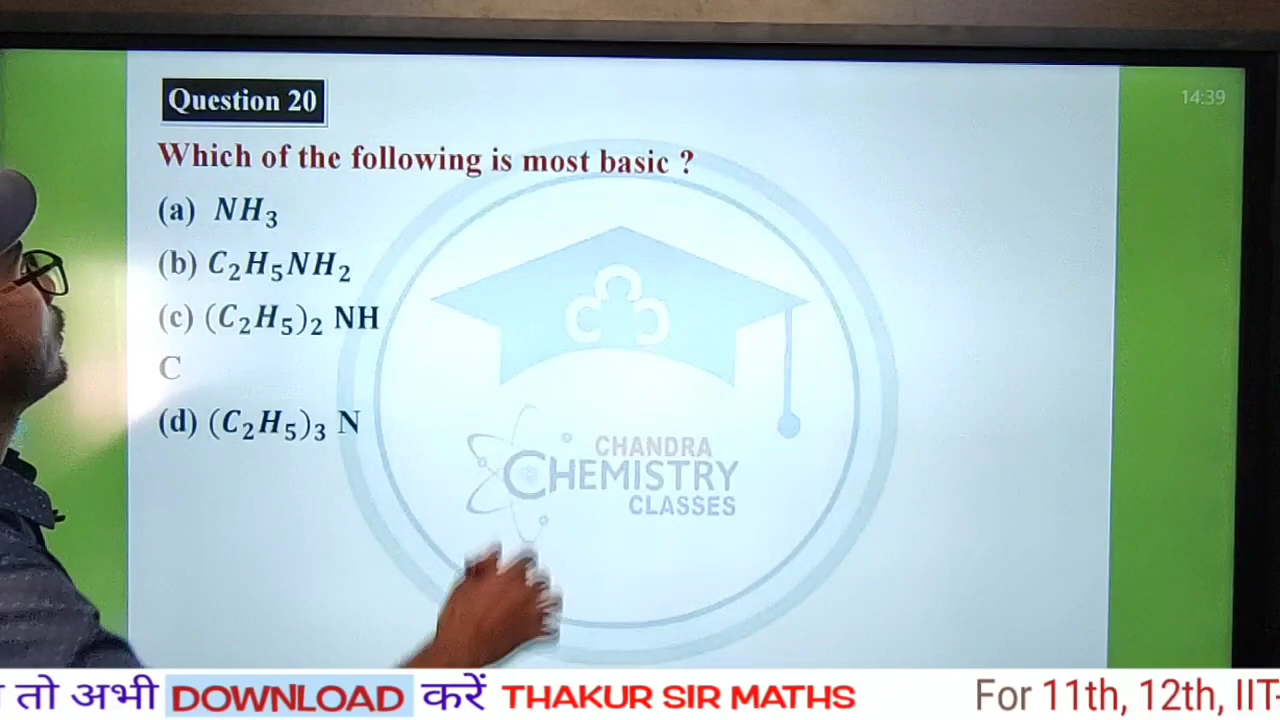 Question 20
14:39
Which of the following is most basic ?
(a) NH₃
(b) C₂H₅NH₂
(c) (C₂H₅)₂ NH
C
(d) (C₂H₅)₃ N
CHANDRA
CHEMISTRY
CLASSES
तो अभी DOWNLOAD करें THAKUR SIR MATHS For 11th, 12th, IIT-